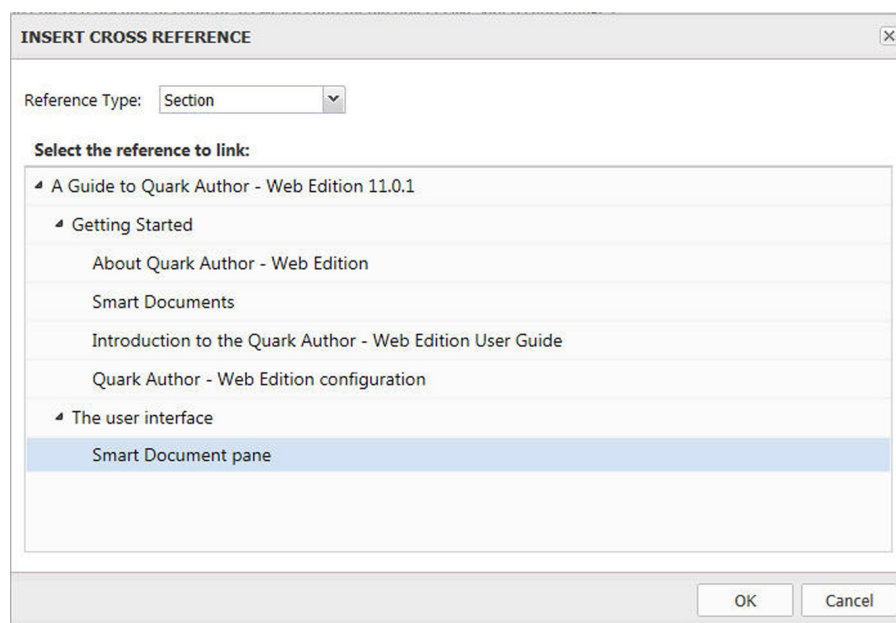 INSERT CROSS REFERENCE
Reference Type: Section
Select the reference to link:
A Guide to Quark Author - Web Edition 11.0.1
Getting Started
About Quark Author - Web Edition
Smart Documents
Introduction to the Quark Author - Web Edition User Guide
Quark Author - Web Edition configuration
The user interface
Smart Document pane
OK Cancel